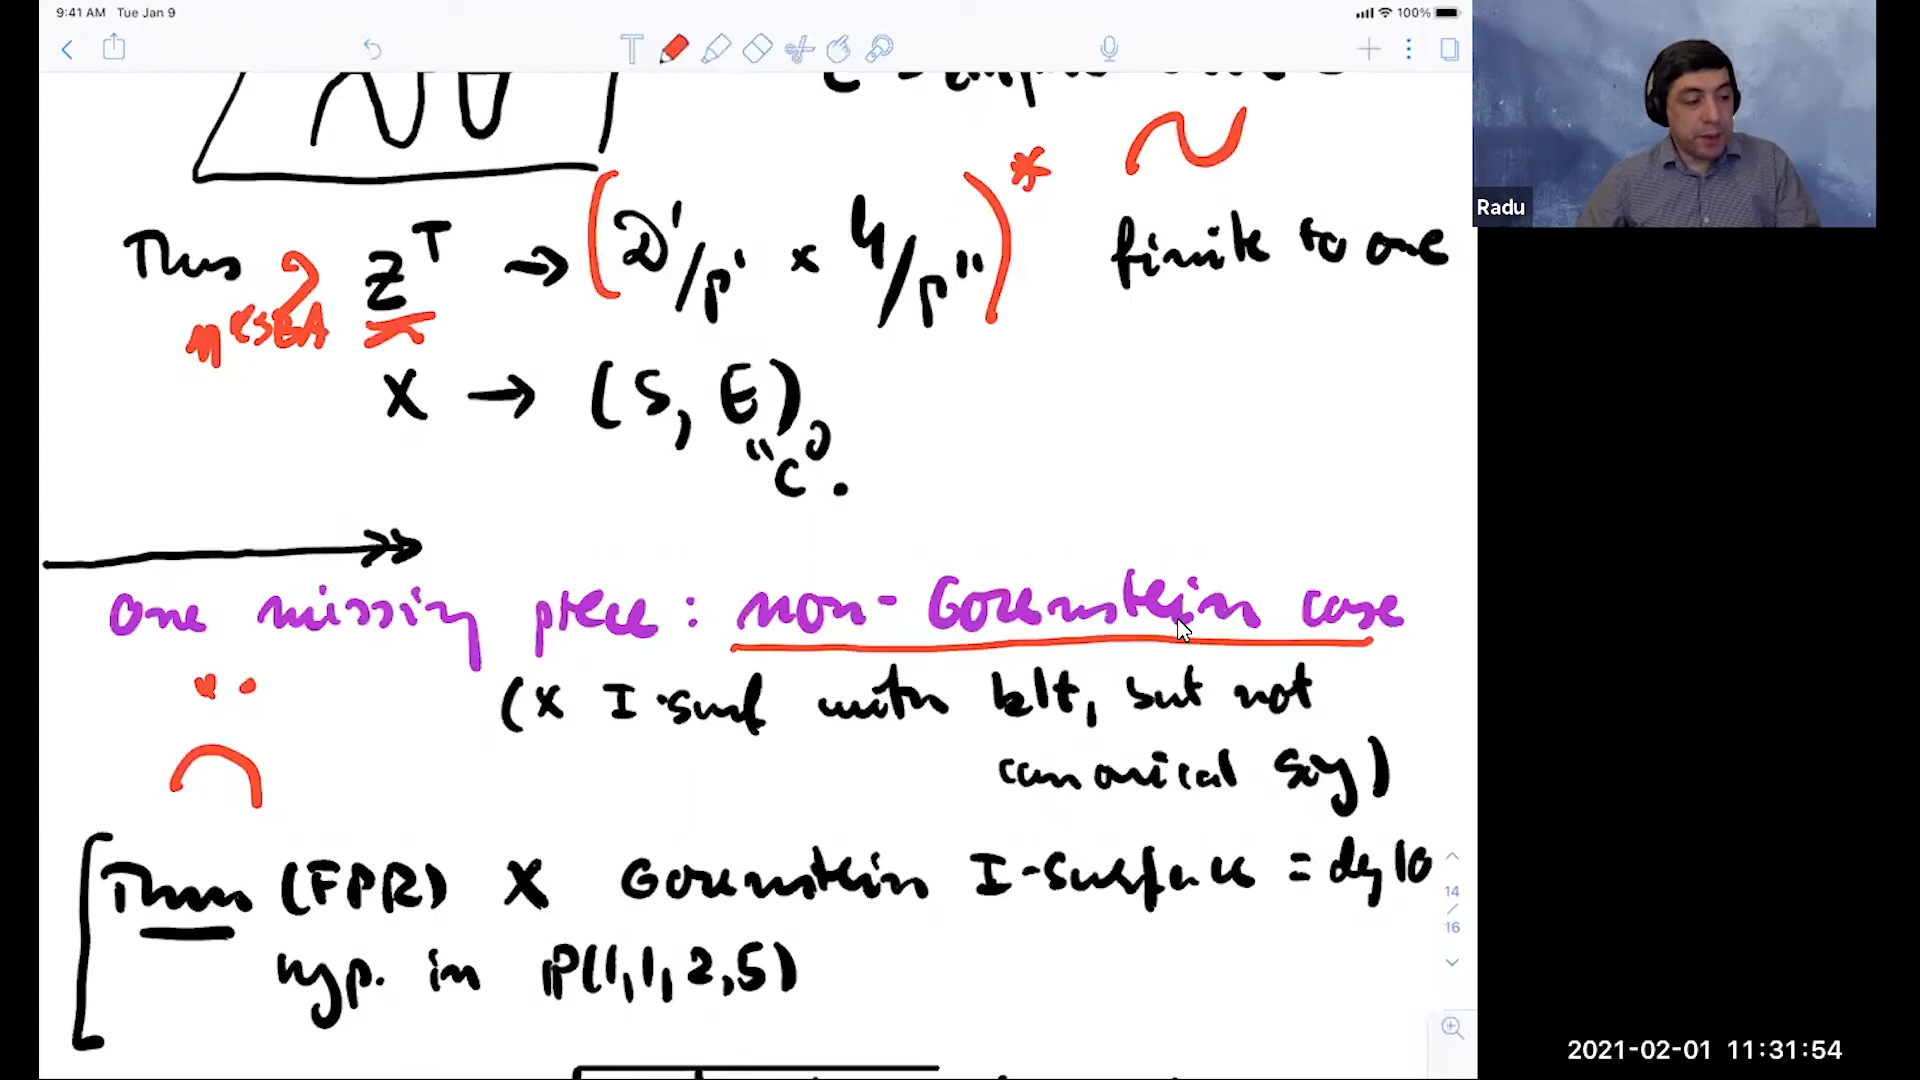 9:41 AM Tue Jan 9
100%
Radu
Thus Z^T → (D'/P' × Y/P'')* finite to one
X → (S, E)
"C.
One missing piece: non-Gorenstein case
(X I-surf with klt, but not
canonical sing)
Thm (FPR) X Gorenstein I-surface = deg 10
hyp. in P(1,1,2,5)
14
/
16
2021-02-01 11:31:54